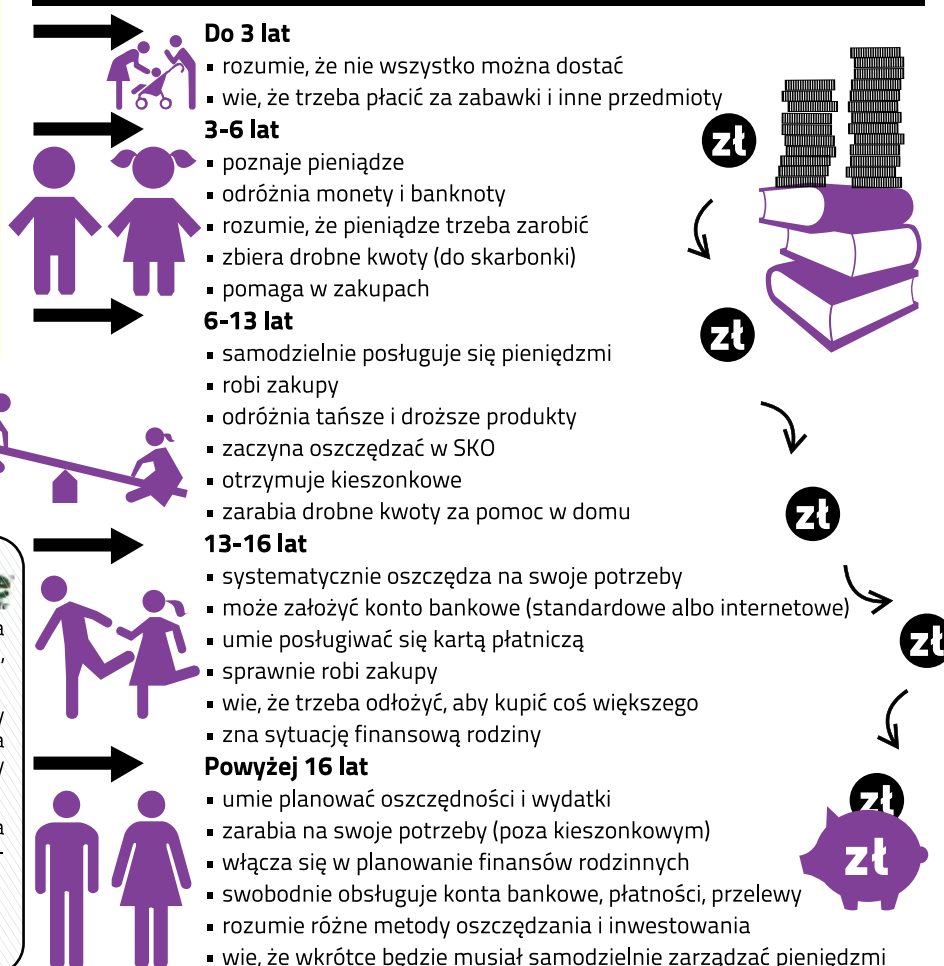 Do 3 lat
▪ rozumie, że nie wszystko można dostać
▪ wie, że trzeba płacić za zabawki i inne przedmioty
3-6 lat
▪ poznaje pieniądze
▪ odróżnia monety i banknoty
▪ rozumie, że pieniądze trzeba zarobić
▪ zbiera drobne kwoty (do skarbonki)
▪ pomaga w zakupach
6-13 lat
▪ samodzielnie posługuje się pieniędzmi
▪ robi zakupy
▪ odróżnia tańsze i droższe produkty
▪ zaczyna oszczędzać w SKO
▪ otrzymuje kieszonkowe
▪ zarabia drobne kwoty za pomoc w domu
13-16 lat
▪ systematycznie oszczędza na swoje potrzeby
▪ może założyć konto bankowe (standardowe albo internetowe)
▪ umie posługiwać się kartą płatniczą
▪ sprawnie robi zakupy
▪ wie, że trzeba odłożyć, aby kupić coś większego
▪ zna sytuację finansową rodziny
Powyżej 16 lat
▪ umie planować oszczędności i wydatki
▪ zarabia na swoje potrzeby (poza kieszonkowym)
▪ włącza się w planowanie finansów rodzinnych
▪ swobodnie obsługuje konta bankowe, płatności, przelewy
▪ rozumie różne metody oszczędzania i inwestowania
▪ wie, że wkrótce będzie musiał samodzielnie zarządzać pieniędzmi
zł
zł
zł
zł
zł
zł